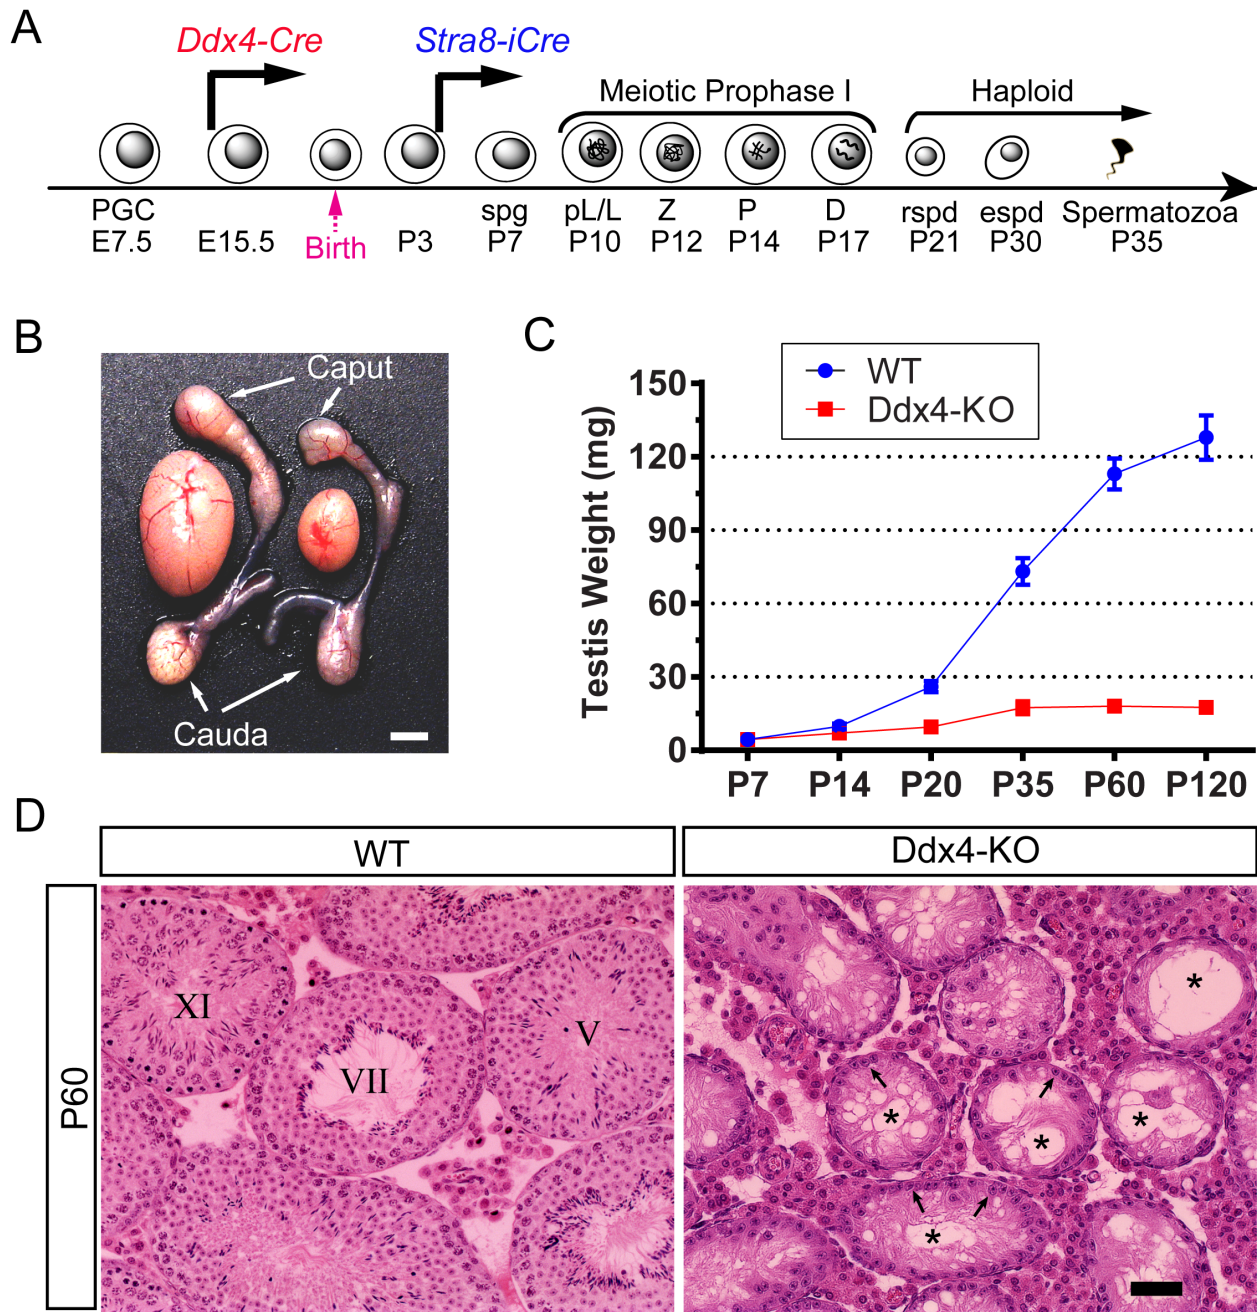 A
Ddx4-Cre
Stra8-iCre
Meiotic Prophase I
Haploid
PGC
E7.5
E15.5
Birth
P3
spg
P7
pL/L
P10
Z
P12
P
P14
D
P17
rspd
P21
espd
P30
Spermatozoa
P35
B
Caput
Cauda
C
WT
Ddx4-KO
Testis Weight (mg)
150
120
90
60
30
0
P7 P14 P20 P35 P60 P120
D
WT
Ddx4-KO
P60
XI
VII
V
*
*
*
*
*